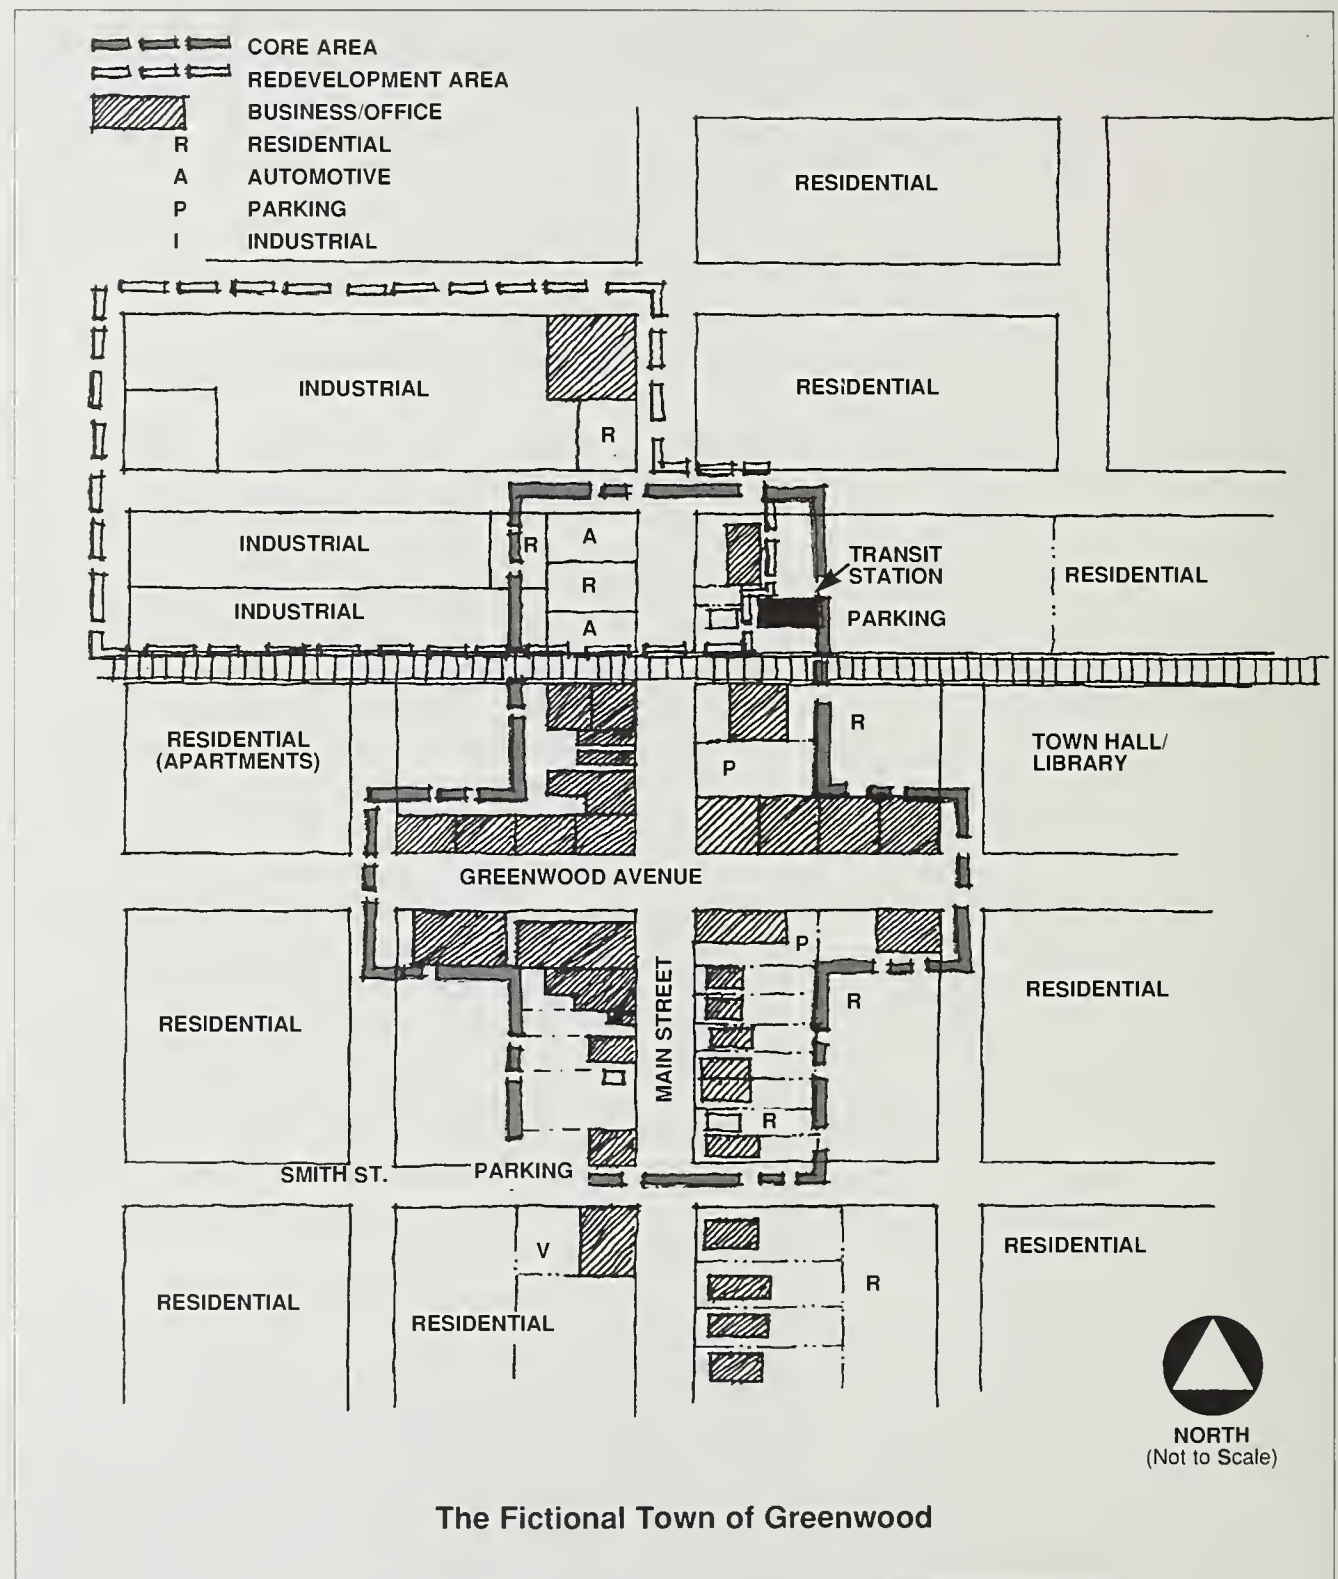 CORE AREA
REDEVELOPMENT AREA
BUSINESS/OFFICE
R RESIDENTIAL
A AUTOMOTIVE
P PARKING
I INDUSTRIAL
RESIDENTIAL
INDUSTRIAL
RESIDENTIAL
R
INDUSTRIAL
R
A
TRANSIT
STATION
RESIDENTIAL
R
INDUSTRIAL
A
PARKING
RESIDENTIAL
(APARTMENTS)
R
P
TOWN HALL/
LIBRARY
GREENWOOD AVENUE
P
RESIDENTIAL
MAIN STREET
R
RESIDENTIAL
R
SMITH ST.
PARKING
V
RESIDENTIAL
RESIDENTIAL
RESIDENTIAL
R
NORTH
(Not to Scale)
The Fictional Town of Greenwood